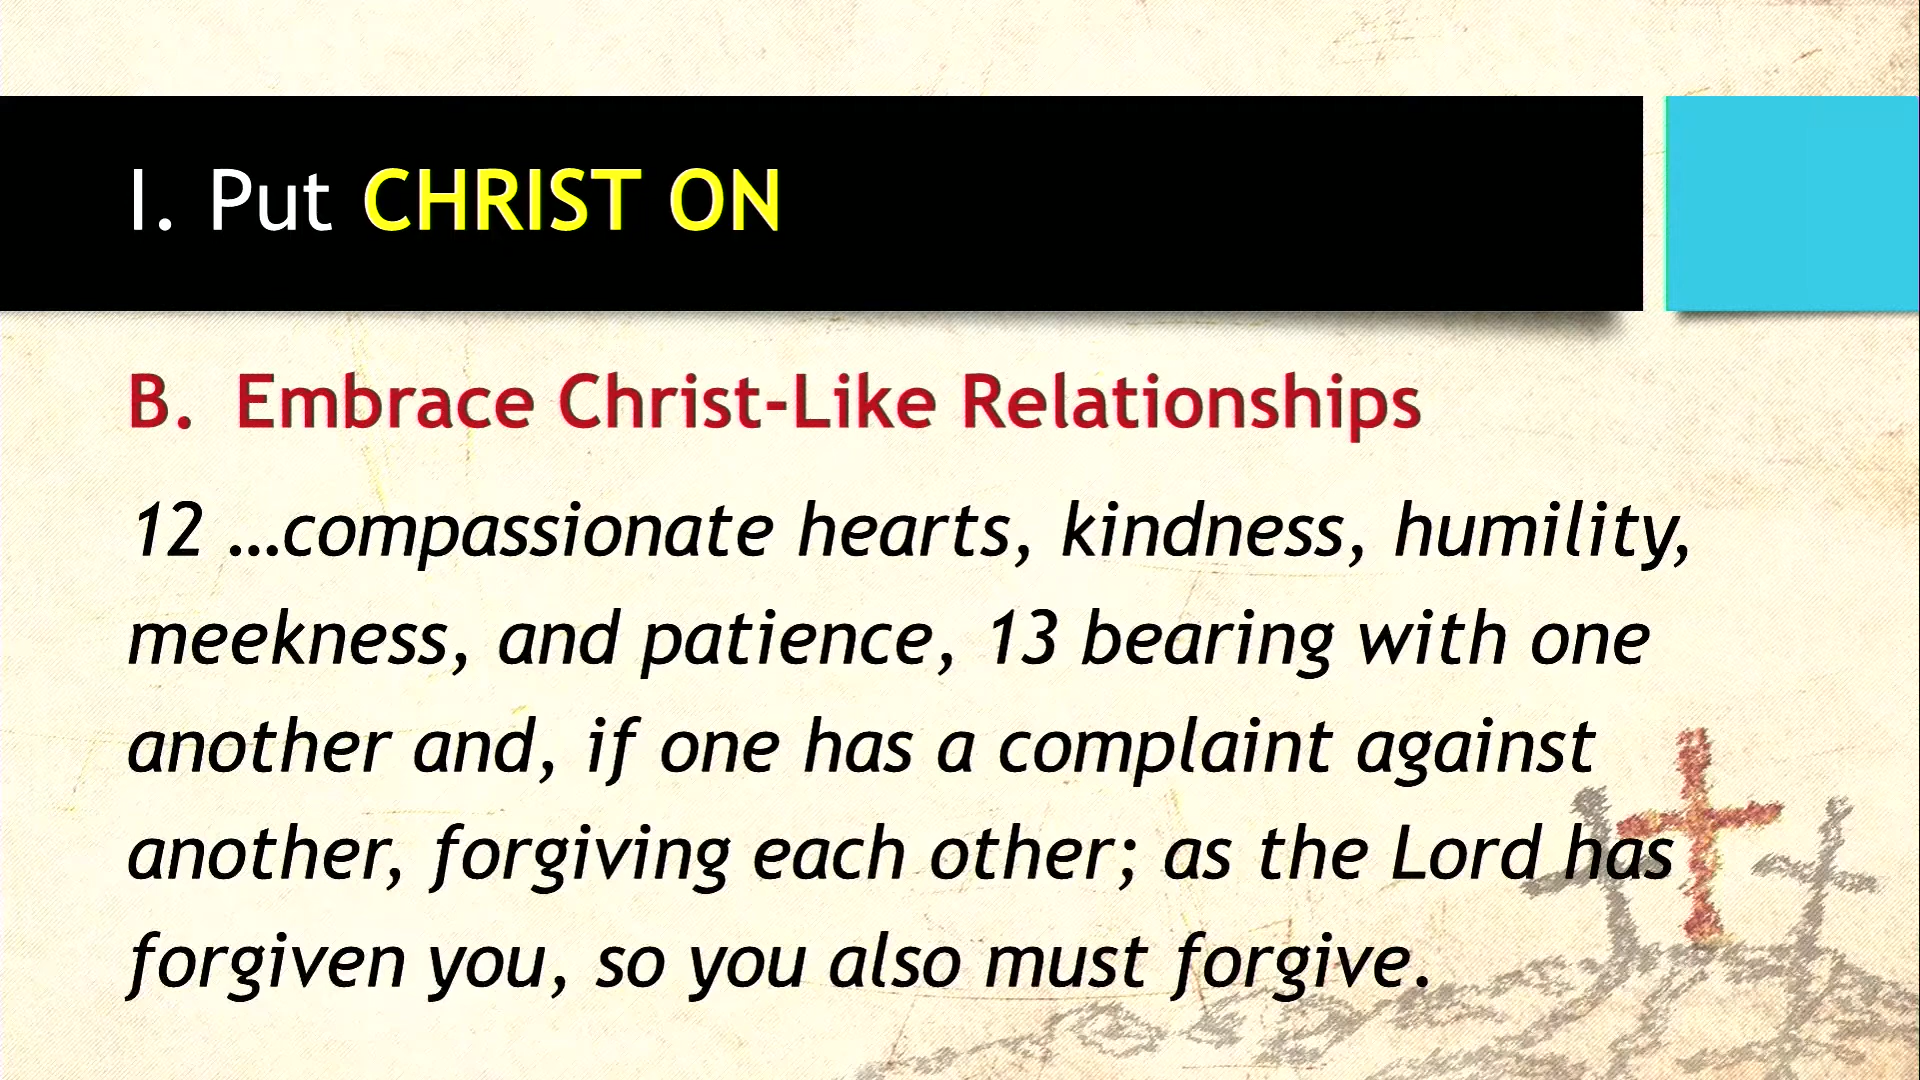 I. Put CHRIST ON
B. Embrace Christ-Like Relationships
12 …compassionate hearts, kindness, humility,
meekness, and patience, 13 bearing with one
another and, if one has a complaint against
another, forgiving each other; as the Lord has
forgiven you, so you also must forgive.